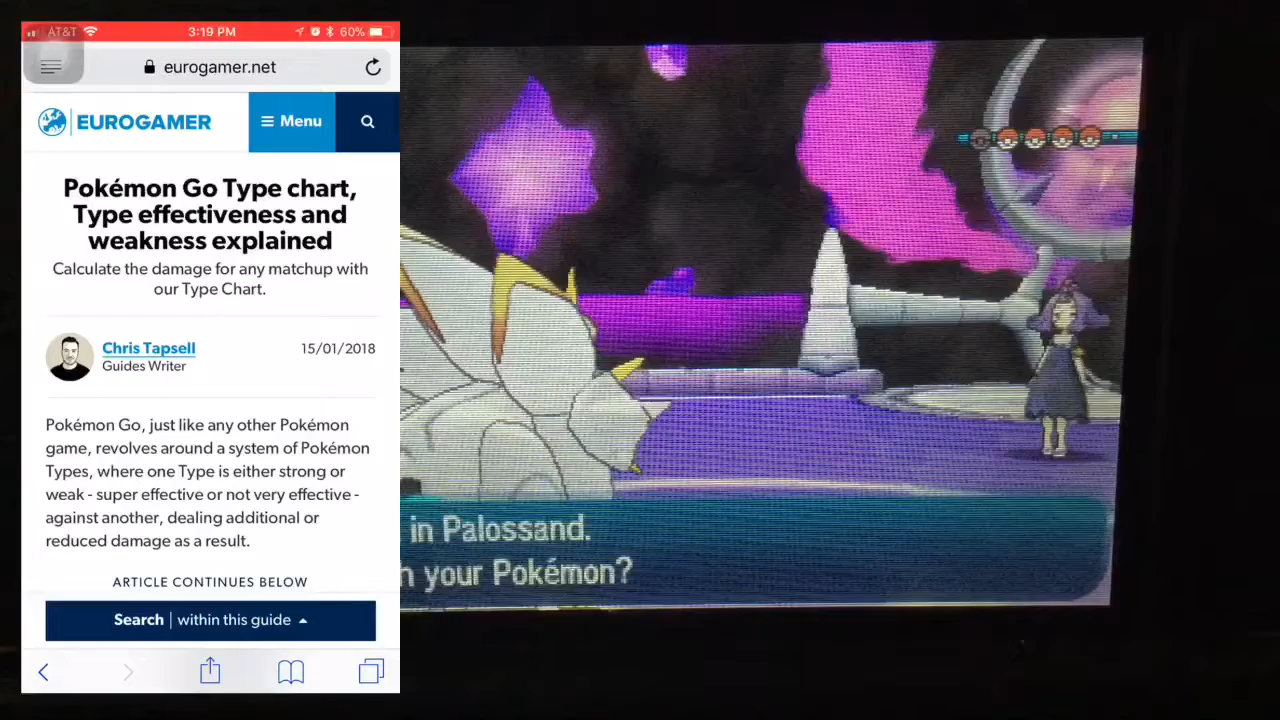 AT&T 3:19 PM 60%
eurogamer.net
EUROGAMER Menu
Pokémon Go Type chart,
Type effectiveness and
weakness explained
Calculate the damage for any matchup with
our Type Chart.
Chris Tapsell 15/01/2018
Guides Writer
Pokémon Go, just like any other Pokémon
game, revolves around a system of Pokémon
Types, where one Type is either strong or
weak - super effective or not very effective -
against another, dealing additional or
reduced damage as a result.
ARTICLE CONTINUES BELOW
Search | within this guide
in Palossand.
your Pokémon?